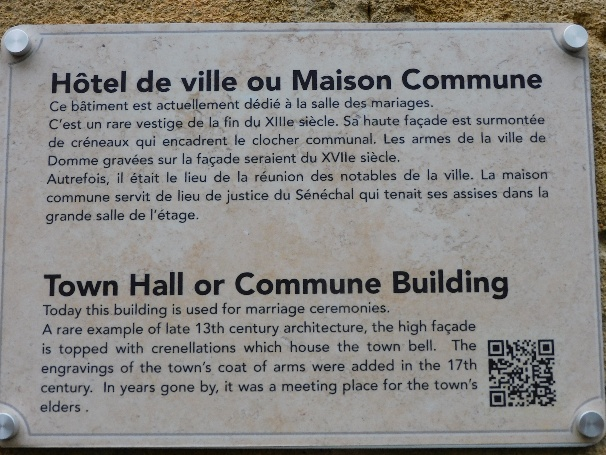 Hôtel de ville ou Maison Commune
Ce bâtiment est actuellement dédié à la salle des mariages.
C'est un rare vestige de la fin du XIIIe siècle. Sa haute façade est surmontée
de créneaux qui encadrent le clocher communal. Les armes de la ville de
Domme gravées sur la façade seraient du XVIIe siècle.
Autrefois, il était le lieu de la réunion des notables de la ville. La maison
commune servit de lieu de justice du Sénéchal qui tenait ses assises dans la
grande salle de l'étage.
Town Hall or Commune Building
Today this building is used for marriage ceremonies.
A rare example of late 13th century architecture, the high façade
is topped with crenellations which house the town bell. The
engravings of the town's coat of arms were added in the 17th
century. In years gone by, it was a meeting place for the town's
elders .